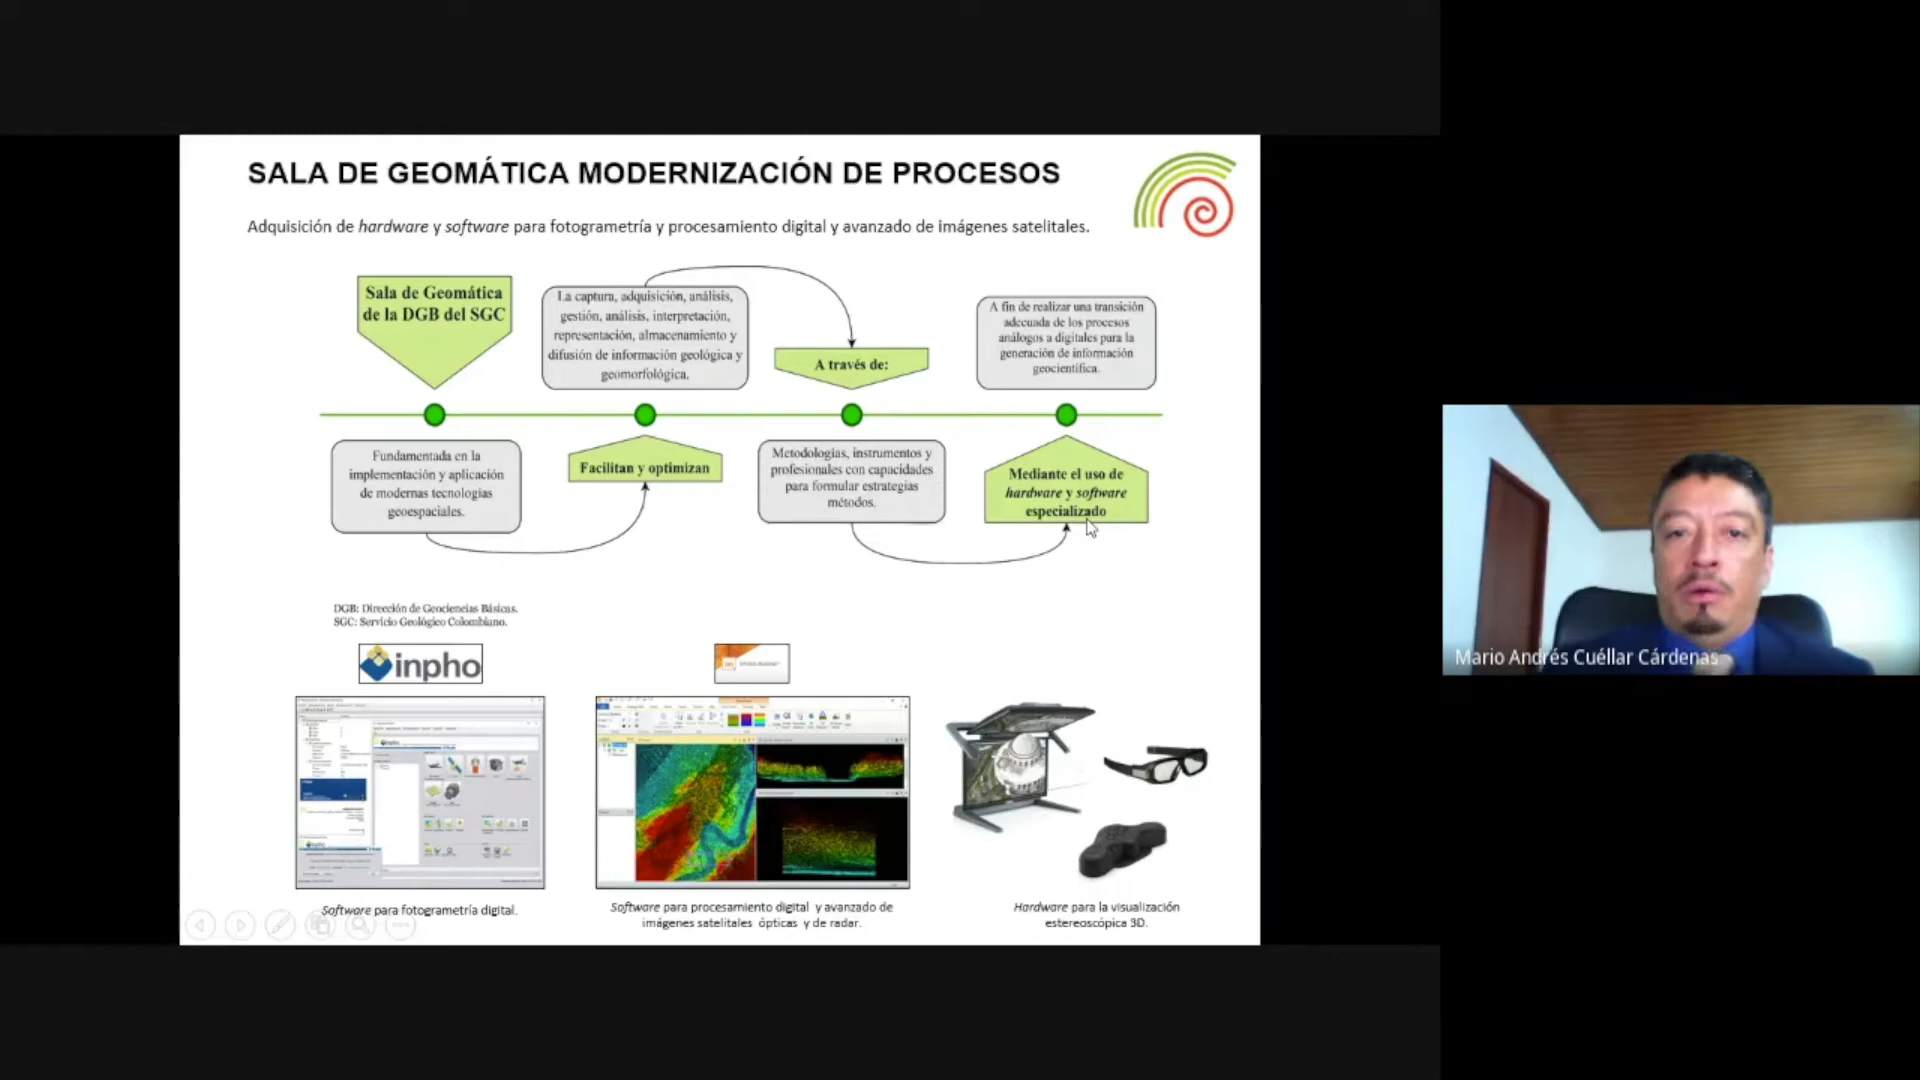 SALA DE GEOMÁTICA MODERNIZACIÓN DE PROCESOS
Adquisición de hardware y software para fotogrametría y procesamiento digital y avanzado de imágenes satelitales.
Sala de Geomática
de la DGB del SGC
La captura, adquisición, análisis,
gestión, análisis, interpretación,
representación, almacenamiento y
difusión de información geológica y
geomorfológica.
A través de:
A fin de realizar una transición
adecuada de los procesos
análogos a digitales para la
generación de información
geocientífica.
Fundamentada en la
implementación y aplicación
de modernas tecnologías
geoespaciales.
Facilitan y optimizan
Metodologías, instrumentos y
profesionales con capacidades
para formular estrategias
métodos.
Mediante el uso de
hardware y software
especializado
DGB: Dirección de Geociencias Básicas.
SGC: Servicio Geológico Colombiano.
inpho
Software para fotogrametría digital.
Software para procesamiento digital y avanzado de
imágenes satelitales ópticas y de radar.
Hardware para la visualización
estereoscópica 3D.
Mario Andrés Cuéllar Cárdenas